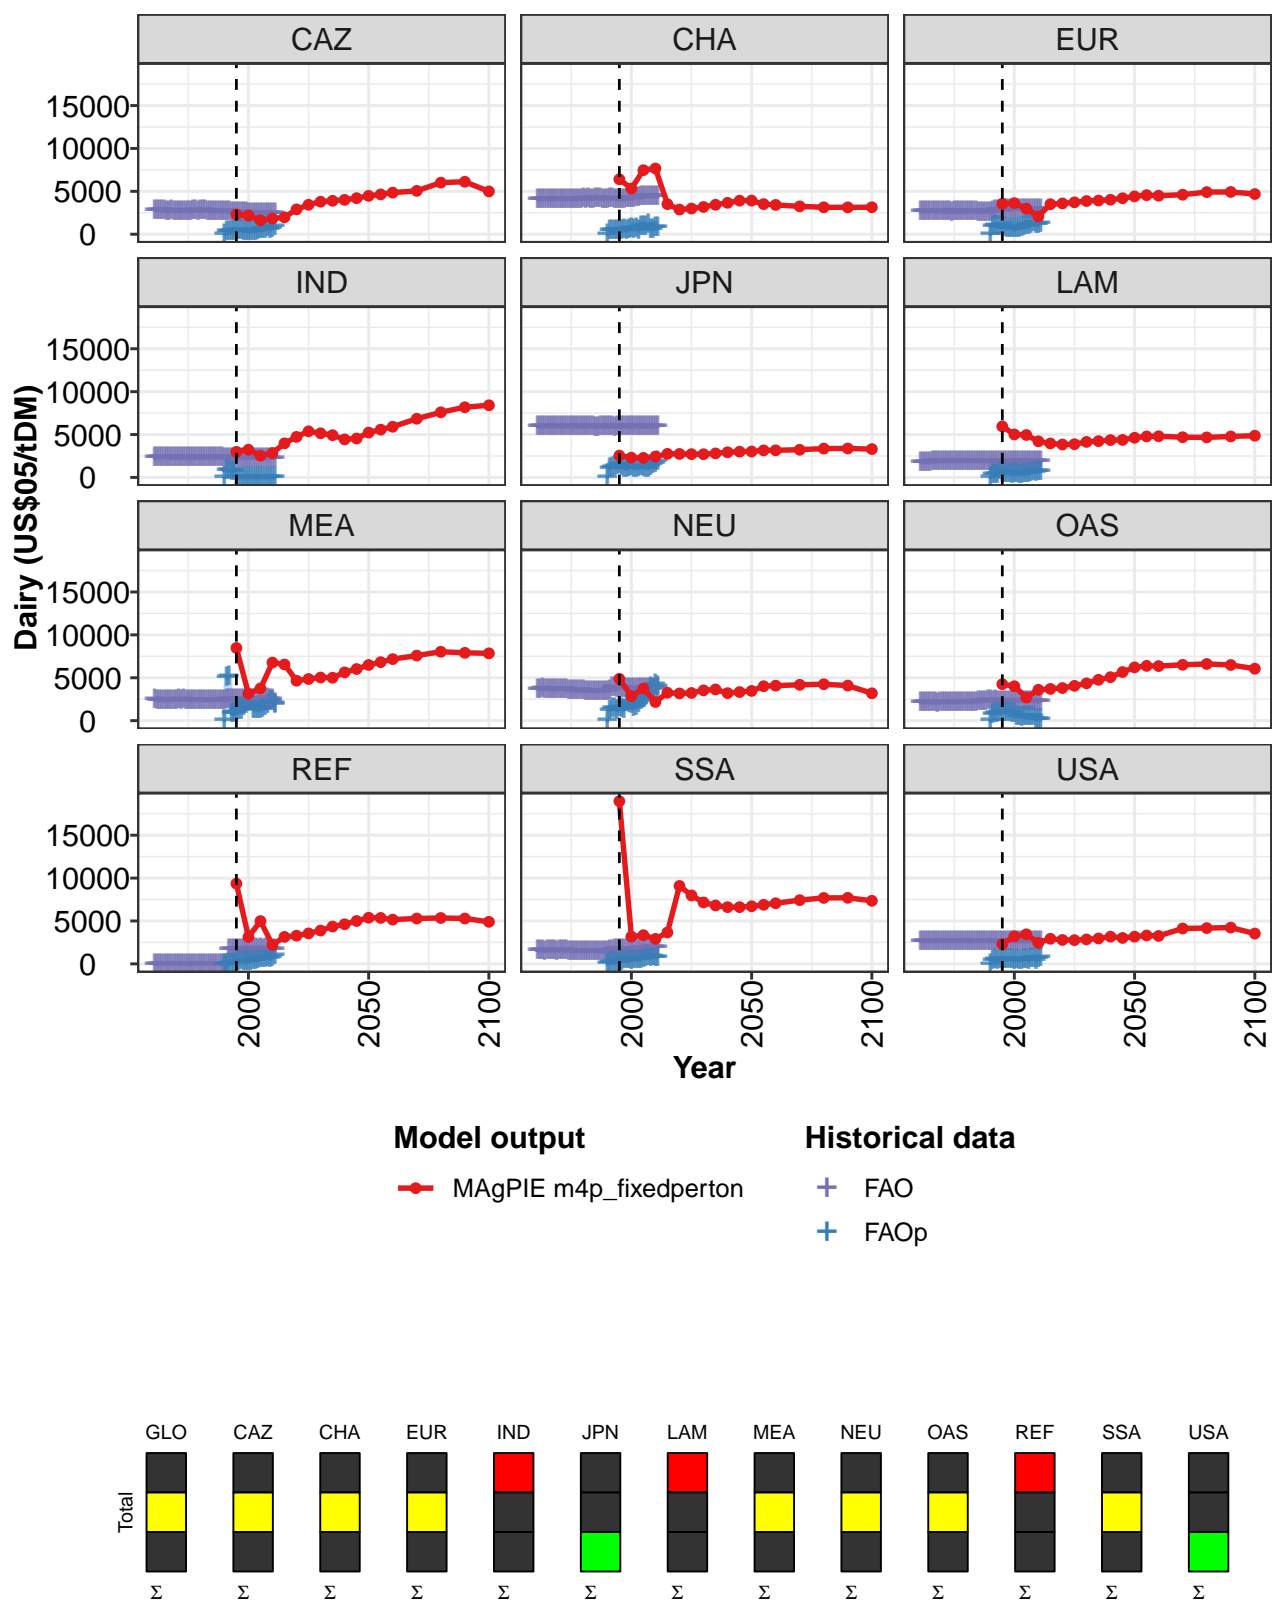 CAZ CHA EUR
15000
10000
5000
0
IND JPN LAM
15000
10000
5000
0
Dairy (US$05/tDM)
MEA NEU OAS
15000
10000
5000
0
REF SSA USA
15000
10000
5000
0
2000 2050 2100 2000 2050 2100 2000 2050 2100
Year
Model output
MAgPIE m4p_fixedperton
Historical data
FAO
FAOp
GLO CAZ CHA EUR IND JPN LAM MEA NEU OAS REF SSA USA
Total
Σ Σ Σ Σ Σ Σ Σ Σ Σ Σ Σ Σ Σ